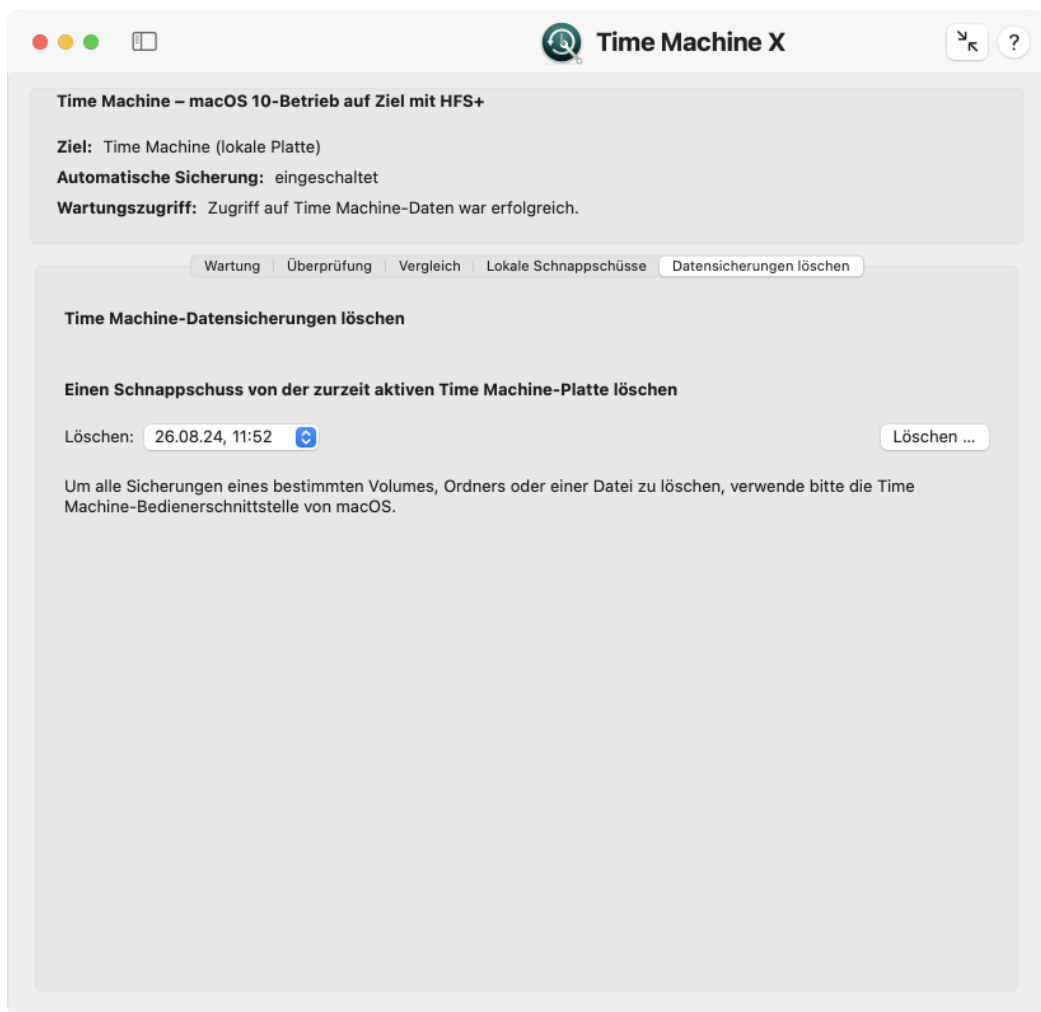 Time Machine X
?
Time Machine – macOS 10-Betrieb auf Ziel mit HFS+
Ziel: Time Machine (lokale Platte)
Automatische Sicherung: eingeschaltet
Wartungszugriff: Zugriff auf Time Machine-Daten war erfolgreich.
Wartung Überprüfung Vergleich Lokale Schnappschüsse Datensicherungen löschen
Time Machine-Datensicherungen löschen
Einen Schnappschuss von der zurzeit aktiven Time Machine-Platte löschen
Löschen: 26.08.24, 11:52 Löschen ...
Um alle Sicherungen eines bestimmten Volumes, Ordners oder einer Datei zu löschen, verwende bitte die Time
Machine-Bedienerschnittstelle von macOS.